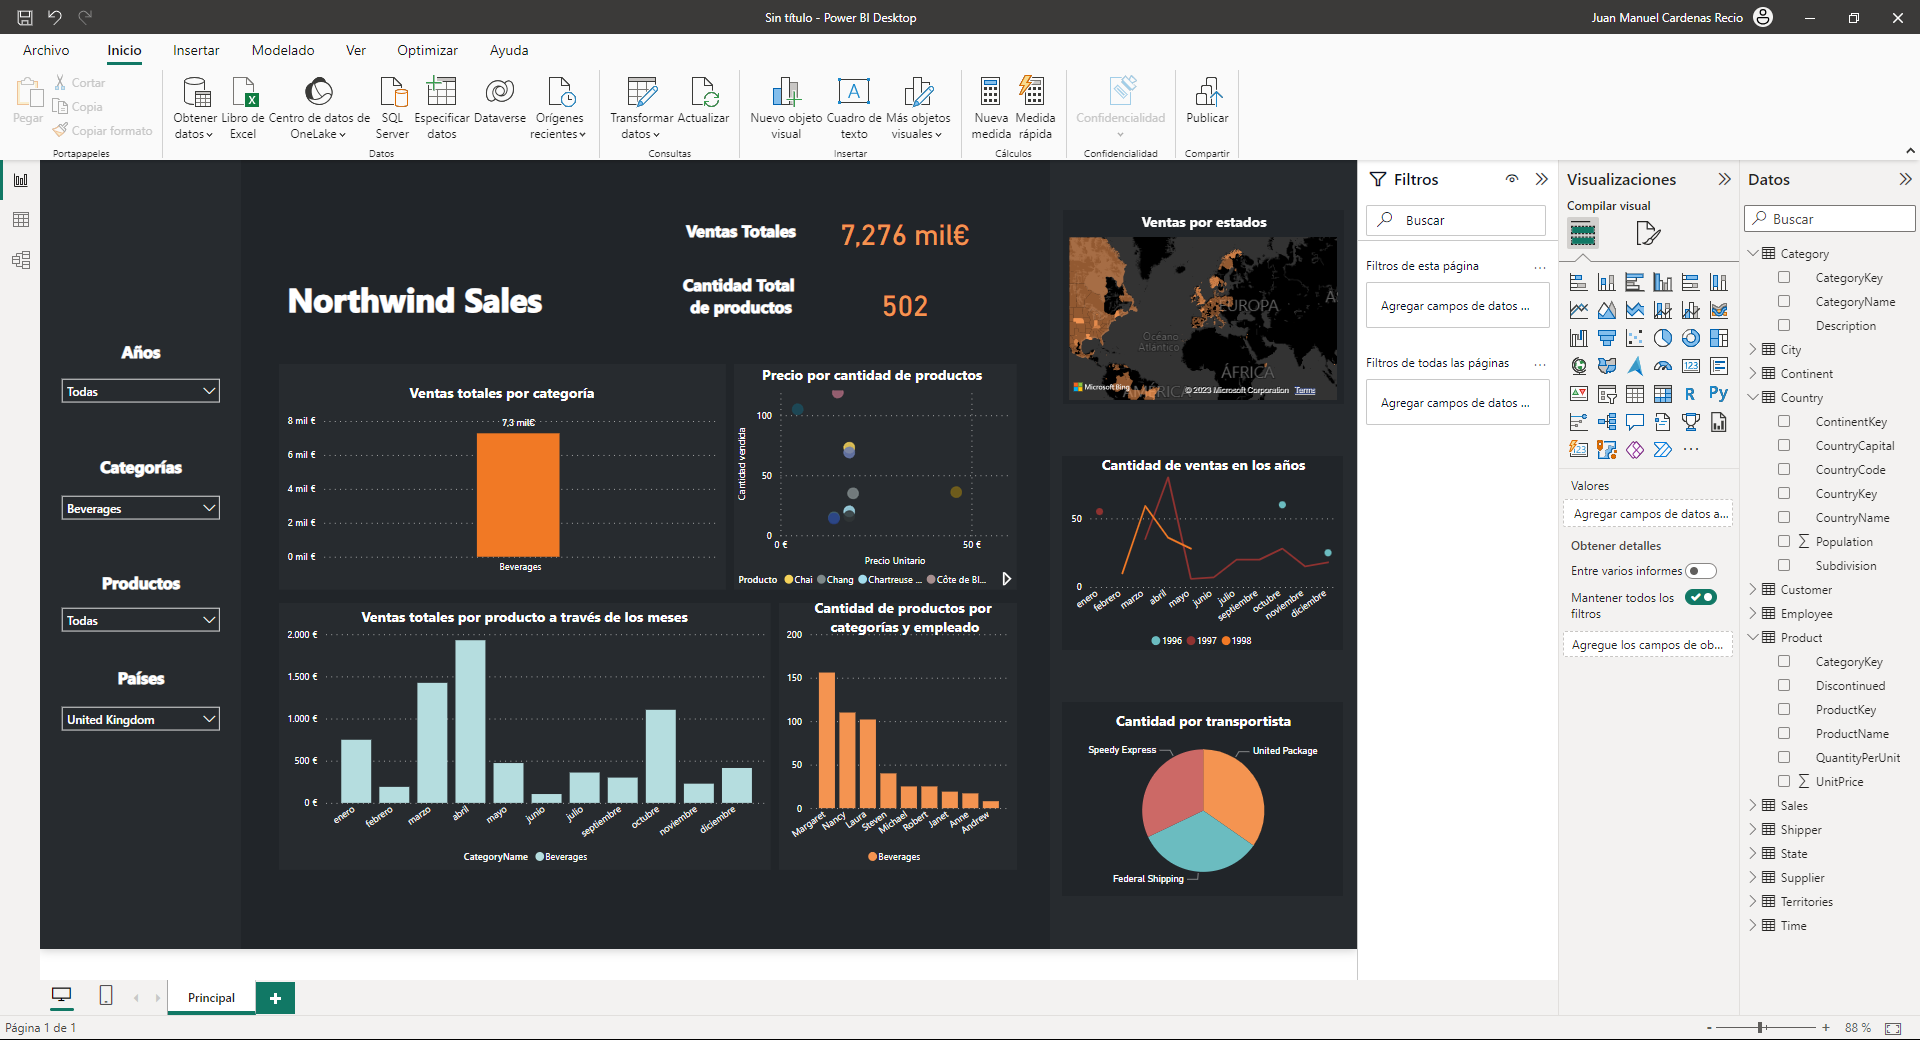 Sin título - Power BI Desktop
Juan Manuel Cardenas Recio
Archivo
Inicio
Insertar
Modelado
Ver
Optimizar
Ayuda
Pegar
Cortar
Copia
Copiar formato
Portapapeles
Obtener datos
Libro de Excel
Centro de datos de OneLake
SQL Server
Especificar datos
Dataverse
Orígenes recientes
Datos
Transformar datos
Actualizar
Consultas
Nuevo objeto visual
Cuadro de texto
Más objetos visuales
Insertar
Nueva medida
Medida rápida
Cálculos
Confidencialidad
Confidencialidad
Publicar
Compartir
Años
Todas
Categorías
Beverages
Productos
Todas
Países
United Kingdom
Northwind Sales
Ventas Totales
7,276 mil€
Cantidad Total
de productos
502
Ventas totales por categoría
8 mil €
6 mil €
4 mil €
2 mil €
0 mil €
7,3 mil€
Beverages
Precio por cantidad de productos
Cantidad vendida
100
50
0
0 €
50 €
Precio Unitario
Producto Chai Chang Chartreuse ... Côte de Bl...
Ventas totales por producto a través de los meses
2.000 €
1.500 €
1.000 €
500 €
0 €
enero
febrero
marzo
abril
mayo
junio
julio
septiembre
octubre
noviembre
diciembre
CategoryName Beverages
Cantidad de productos por
categorías y empleado
200
150
100
50
0
Margaret
Nancy
Laura
Steven
Michael
Robert
Janet
Anne
Andrew
Beverages
Ventas por estados
EUROPA
Océano
Atlántico
ÁFRICA
AMÉRICA
Microsoft Bing
© 2023 Microsoft Corporation Terms
Cantidad de ventas en los años
50
0
enero
febrero
marzo
abril
mayo
junio
julio
septiembre
octubre
noviembre
diciembre
1996 1997 1998
Cantidad por transportista
Speedy Express
United Package
Federal Shipping
Filtros
Buscar
Filtros de esta página
Agregar campos de datos ...
Filtros de todas las páginas
Agregar campos de datos ...
Visualizaciones
Compilar visual
R
Py
123
Valores
Agregar campos de datos a...
Obtener detalles
Entre varios informes
Mantener todos los
filtros
Agregue los campos de ob...
Datos
Buscar
Category
CategoryKey
CategoryName
Description
City
Continent
Country
ContinentKey
CountryCapital
CountryCode
CountryKey
CountryName
Population
Subdivision
Customer
Employee
Product
CategoryKey
Discontinued
ProductKey
ProductName
QuantityPerUnit
UnitPrice
Sales
Shipper
State
Supplier
Territories
Time
Principal
Página 1 de 1
88 %